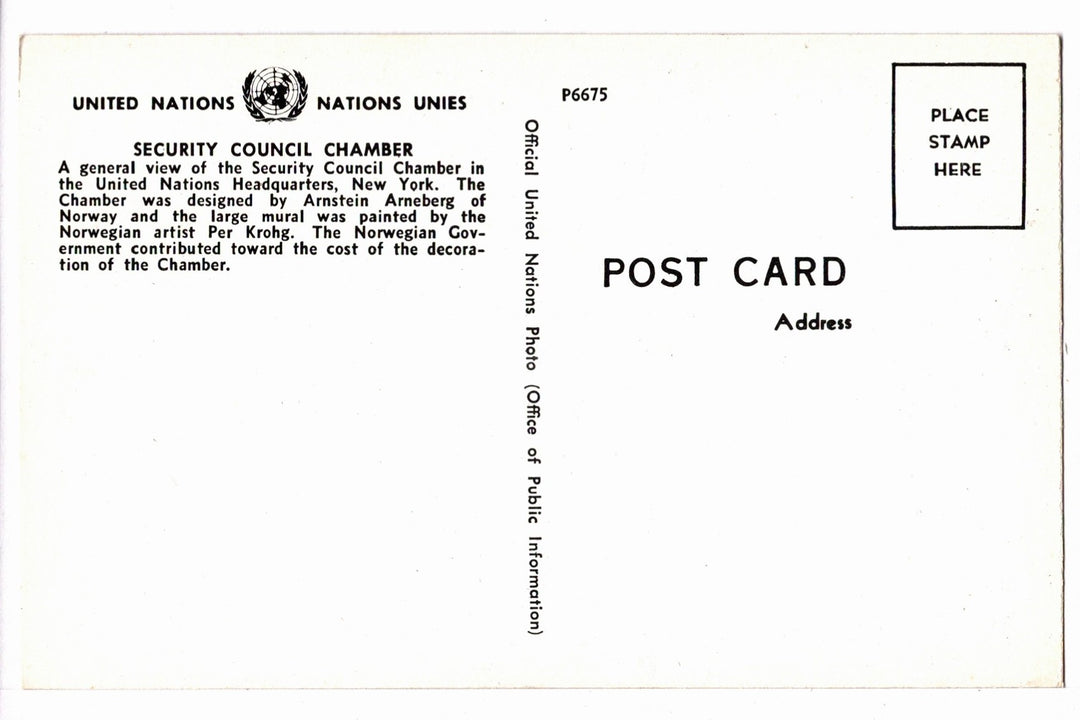 UNITED NATIONS NATIONS UNIES
SECURITY COUNCIL CHAMBER
A general view of the Security Council Chamber in
the United Nations Headquarters, New York. The
Chamber was designed by Arnstein Arneberg of
Norway and the large mural was painted by the
Norwegian artist Per Krohg. The Norwegian Gov-
ernment contributed toward the cost of the decora-
tion of the Chamber.
Official United Nations Photo (Office of Public Information)
P6675
PLACE
STAMP
HERE
POST CARD
Address